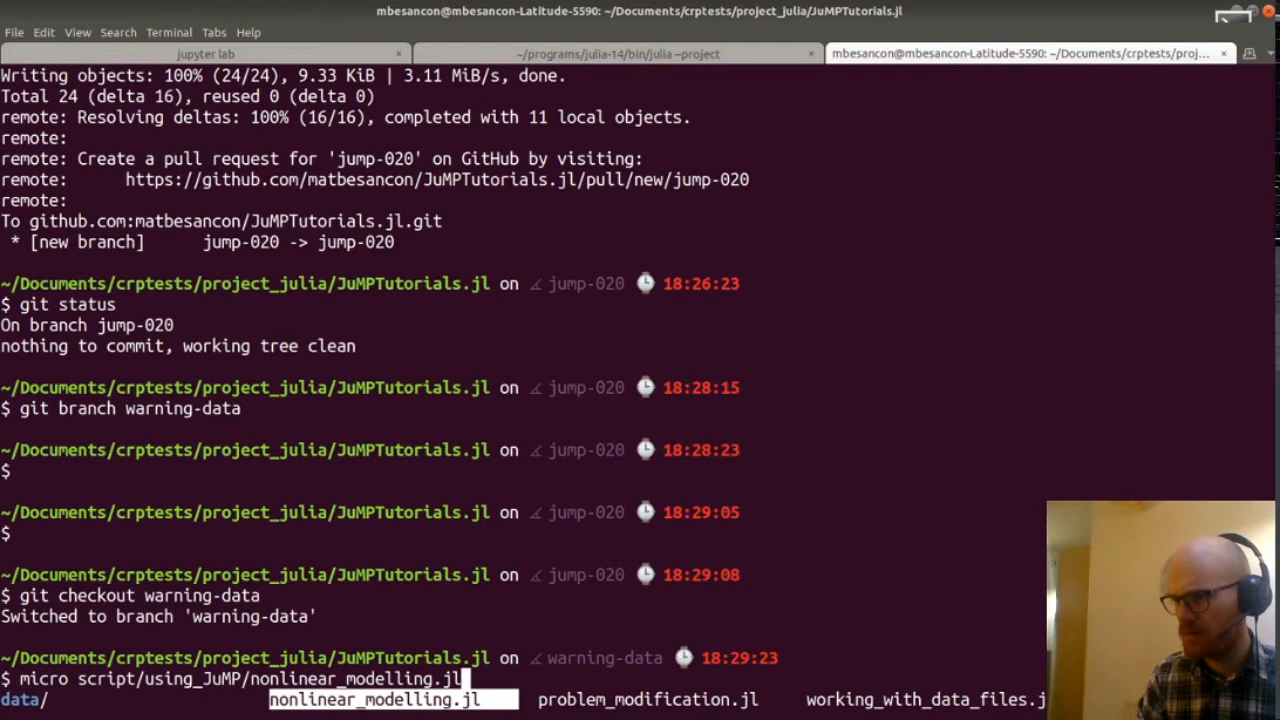 mbesancon@mbesancon-Latitude-5590: ~/Documents/crptests/project_julia/JuMPTutorials.jl
File Edit View Search Terminal Tabs Help
jupyter lab × ~/programs/julia-14/bin/julia --project × mbesancon@mbesancon-Latitude-5590: ~/Documents/crptests/proj... ×
Writing objects: 100% (24/24), 9.33 KiB | 3.11 MiB/s, done.
Total 24 (delta 16), reused 0 (delta 0)
remote: Resolving deltas: 100% (16/16), completed with 11 local objects.
remote:
remote: Create a pull request for 'jump-020' on GitHub by visiting:
remote:      https://github.com/matbesancon/JuMPTutorials.jl/pull/new/jump-020
remote:
To github.com:matbesancon/JuMPTutorials.jl.git
 * [new branch]      jump-020 -> jump-020
~/Documents/crptests/project_julia/JuMPTutorials.jl on jump-020 18:26:23
$ git status
On branch jump-020
nothing to commit, working tree clean
~/Documents/crptests/project_julia/JuMPTutorials.jl on jump-020 18:28:15
$ git branch warning-data
~/Documents/crptests/project_julia/JuMPTutorials.jl on jump-020 18:28:23
$
~/Documents/crptests/project_julia/JuMPTutorials.jl on jump-020 18:29:05
$
~/Documents/crptests/project_julia/JuMPTutorials.jl on jump-020 18:29:08
$ git checkout warning-data
Switched to branch 'warning-data'
~/Documents/crptests/project_julia/JuMPTutorials.jl on warning-data 18:29:23
$ micro script/using_JuMP/nonlinear_modelling.jl
data/ nonlinear_modelling.jl problem_modification.jl working_with_data_files.j